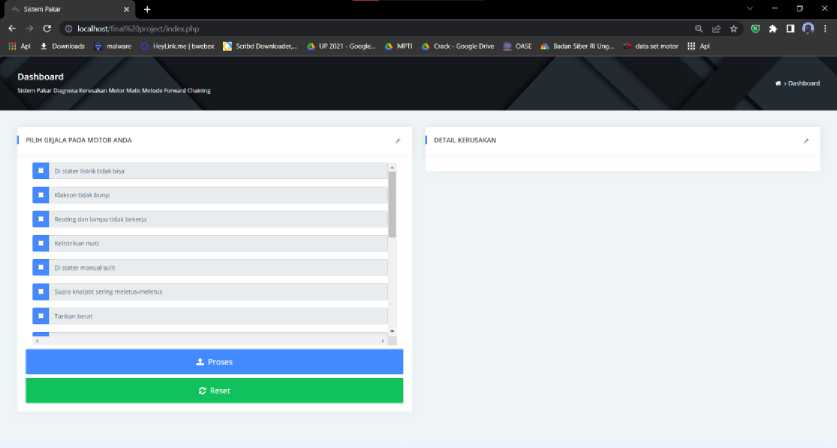 Sistem Pakar
localhost/final%20project/index.php
Apl Downloads malware HeyLink.me | bwebex Scribd Downloader,... UP 2021 - Google... MPTI Crack - Google Drive OASE Badan Siber RI Ung... data set motor Apl
Dashboard
Sistem Pakar Diagnosa Kerusakan Motor Matic Metode Forward Chaining
> Dashboard
PILIH GEJALA PADA MOTOR ANDA
Di stater listrik tidak bisa
Klakson tidak bunyi
Reiting dan lampu tidak bekerja
Kelistrikan mati
Di stater manual sulit
Suara knalpot sering meletus-meletus
Tarikan berat
Proses
Reset
DETAIL KERUSAKAN